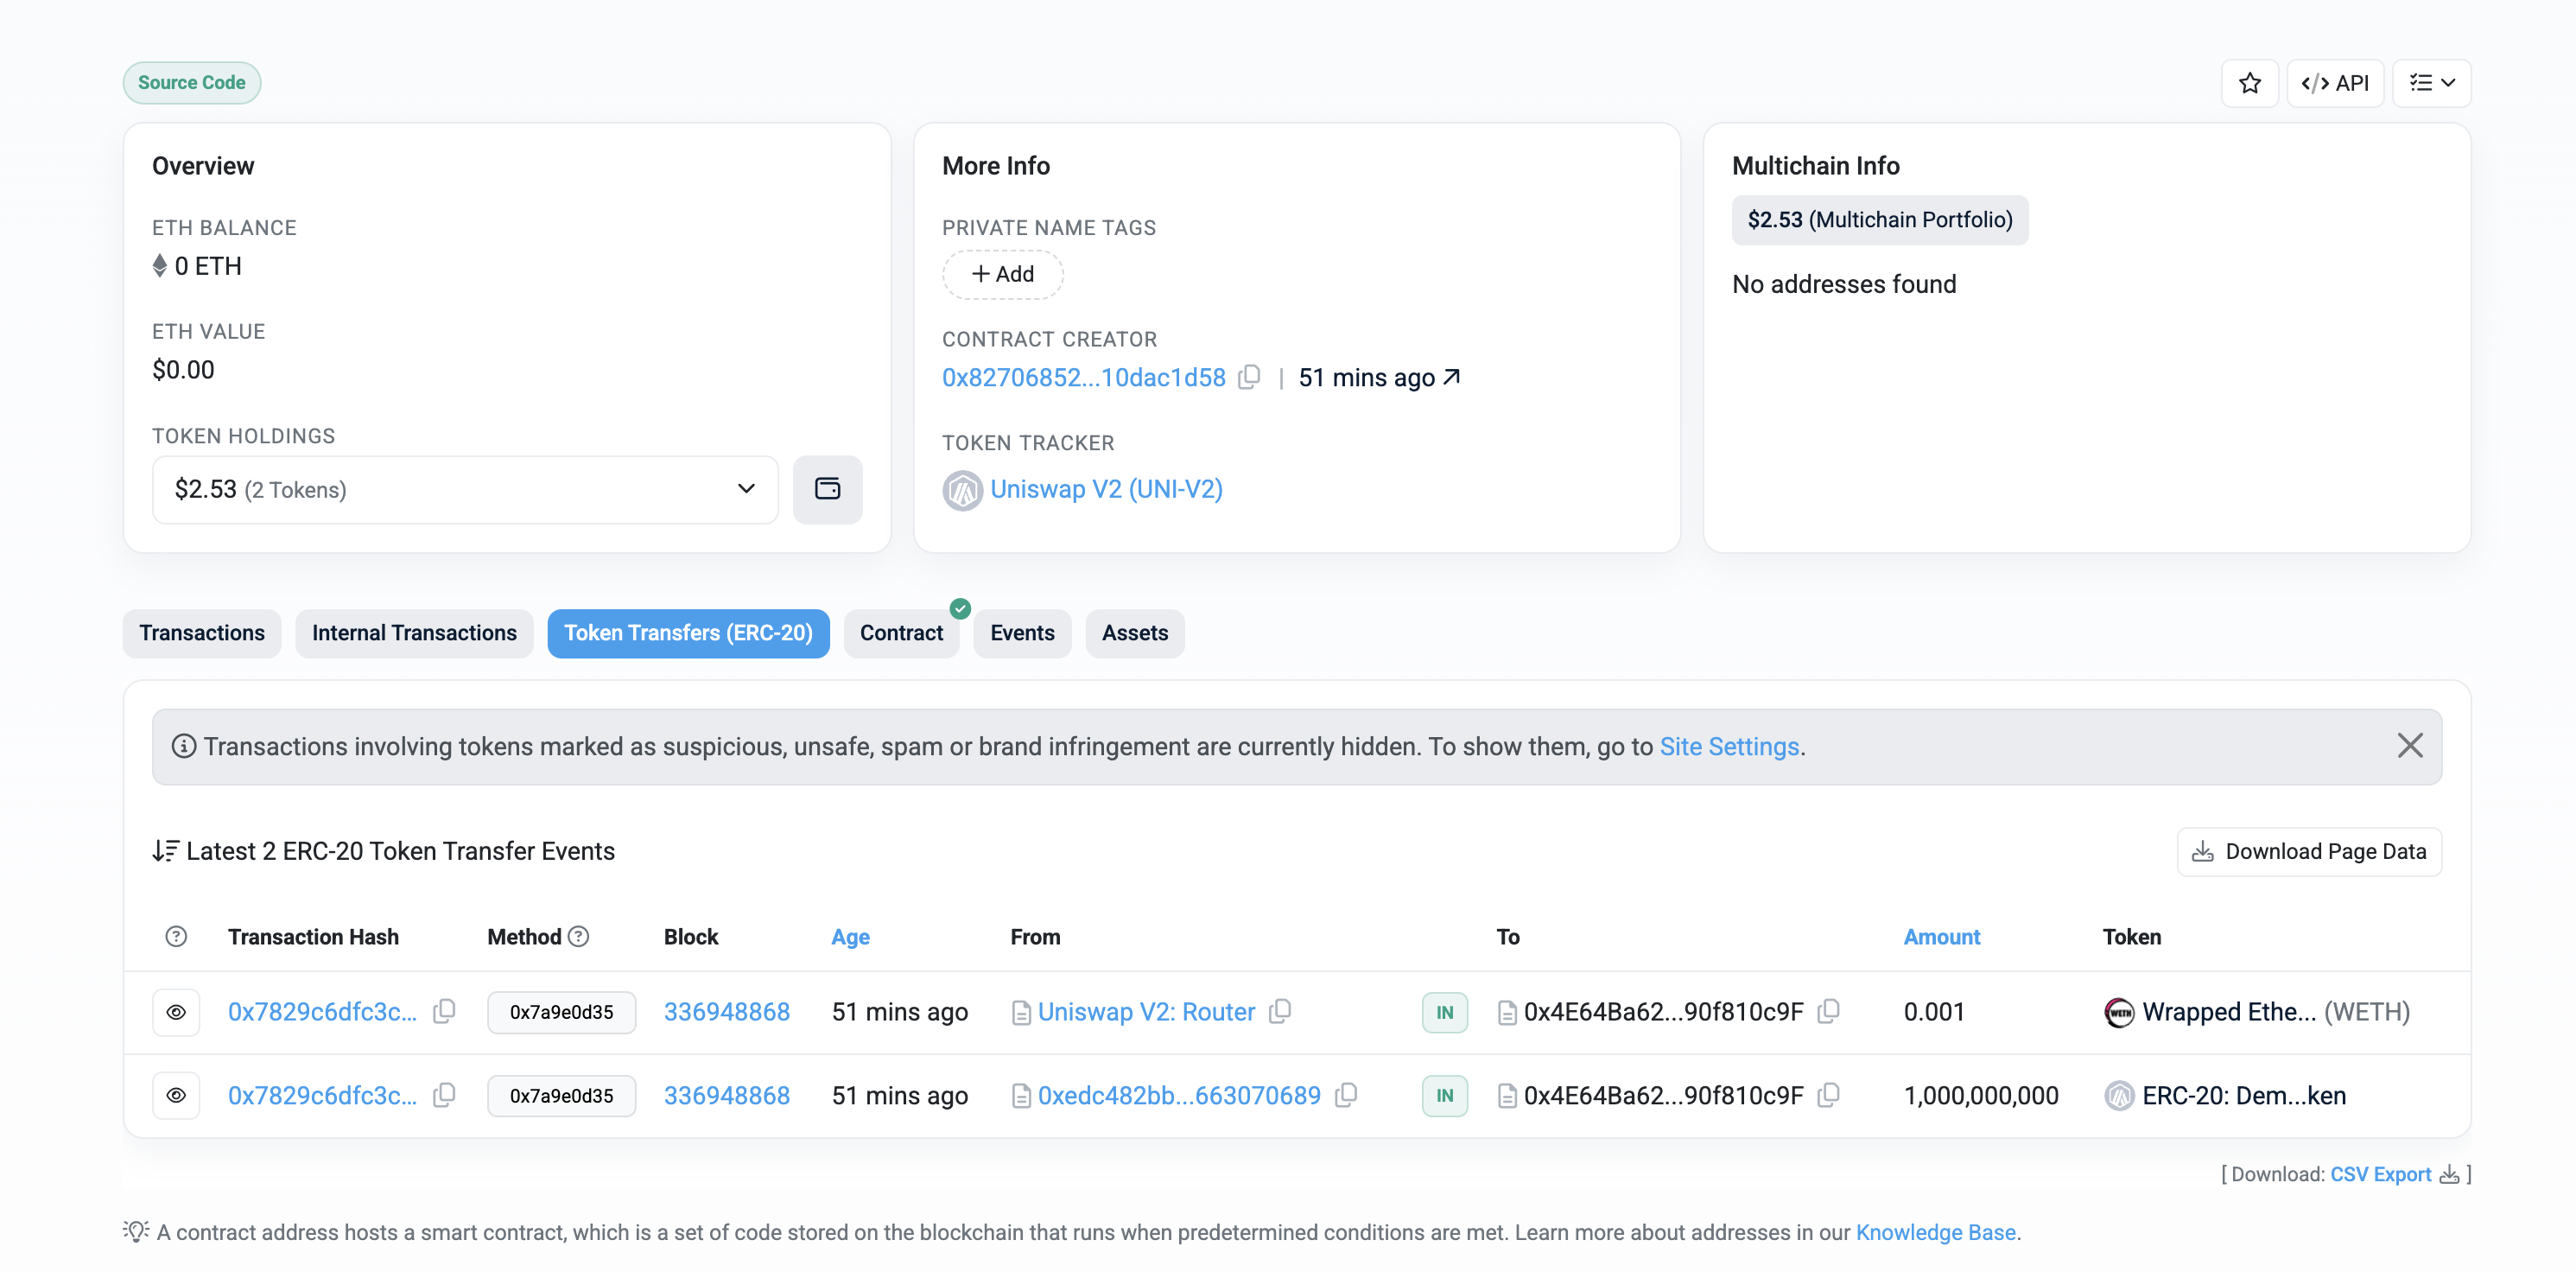 Source Code
API
Overview
ETH BALANCE
0 ETH
ETH VALUE
$0.00
TOKEN HOLDINGS
$2.53 (2 Tokens)
More Info
PRIVATE NAME TAGS
+ Add
CONTRACT CREATOR
0x82706852...10dac1d58 | 51 mins ago
TOKEN TRACKER
Uniswap V2 (UNI-V2)
Multichain Info
$2.53 (Multichain Portfolio)
No addresses found
Transactions Internal Transactions Token Transfers (ERC-20) Contract Events Assets
Transactions involving tokens marked as suspicious, unsafe, spam or brand infringement are currently hidden. To show them, go to Site Settings.
Latest 2 ERC-20 Token Transfer Events
Download Page Data
Transaction Hash Method Block Age From To Amount Token
0x7829c6dfc3c... 0x7a9e0d35 336948868 51 mins ago Uniswap V2: Router IN 0x4E64Ba62...90f810c9F 0.001 WETH Wrapped Ethe... (WETH)
0x7829c6dfc3c... 0x7a9e0d35 336948868 51 mins ago 0xedc482bb...663070689 IN 0x4E64Ba62...90f810c9F 1,000,000,000 ERC-20: Dem...ken
[ Download: CSV Export ]
A contract address hosts a smart contract, which is a set of code stored on the blockchain that runs when predetermined conditions are met. Learn more about addresses in our Knowledge Base.